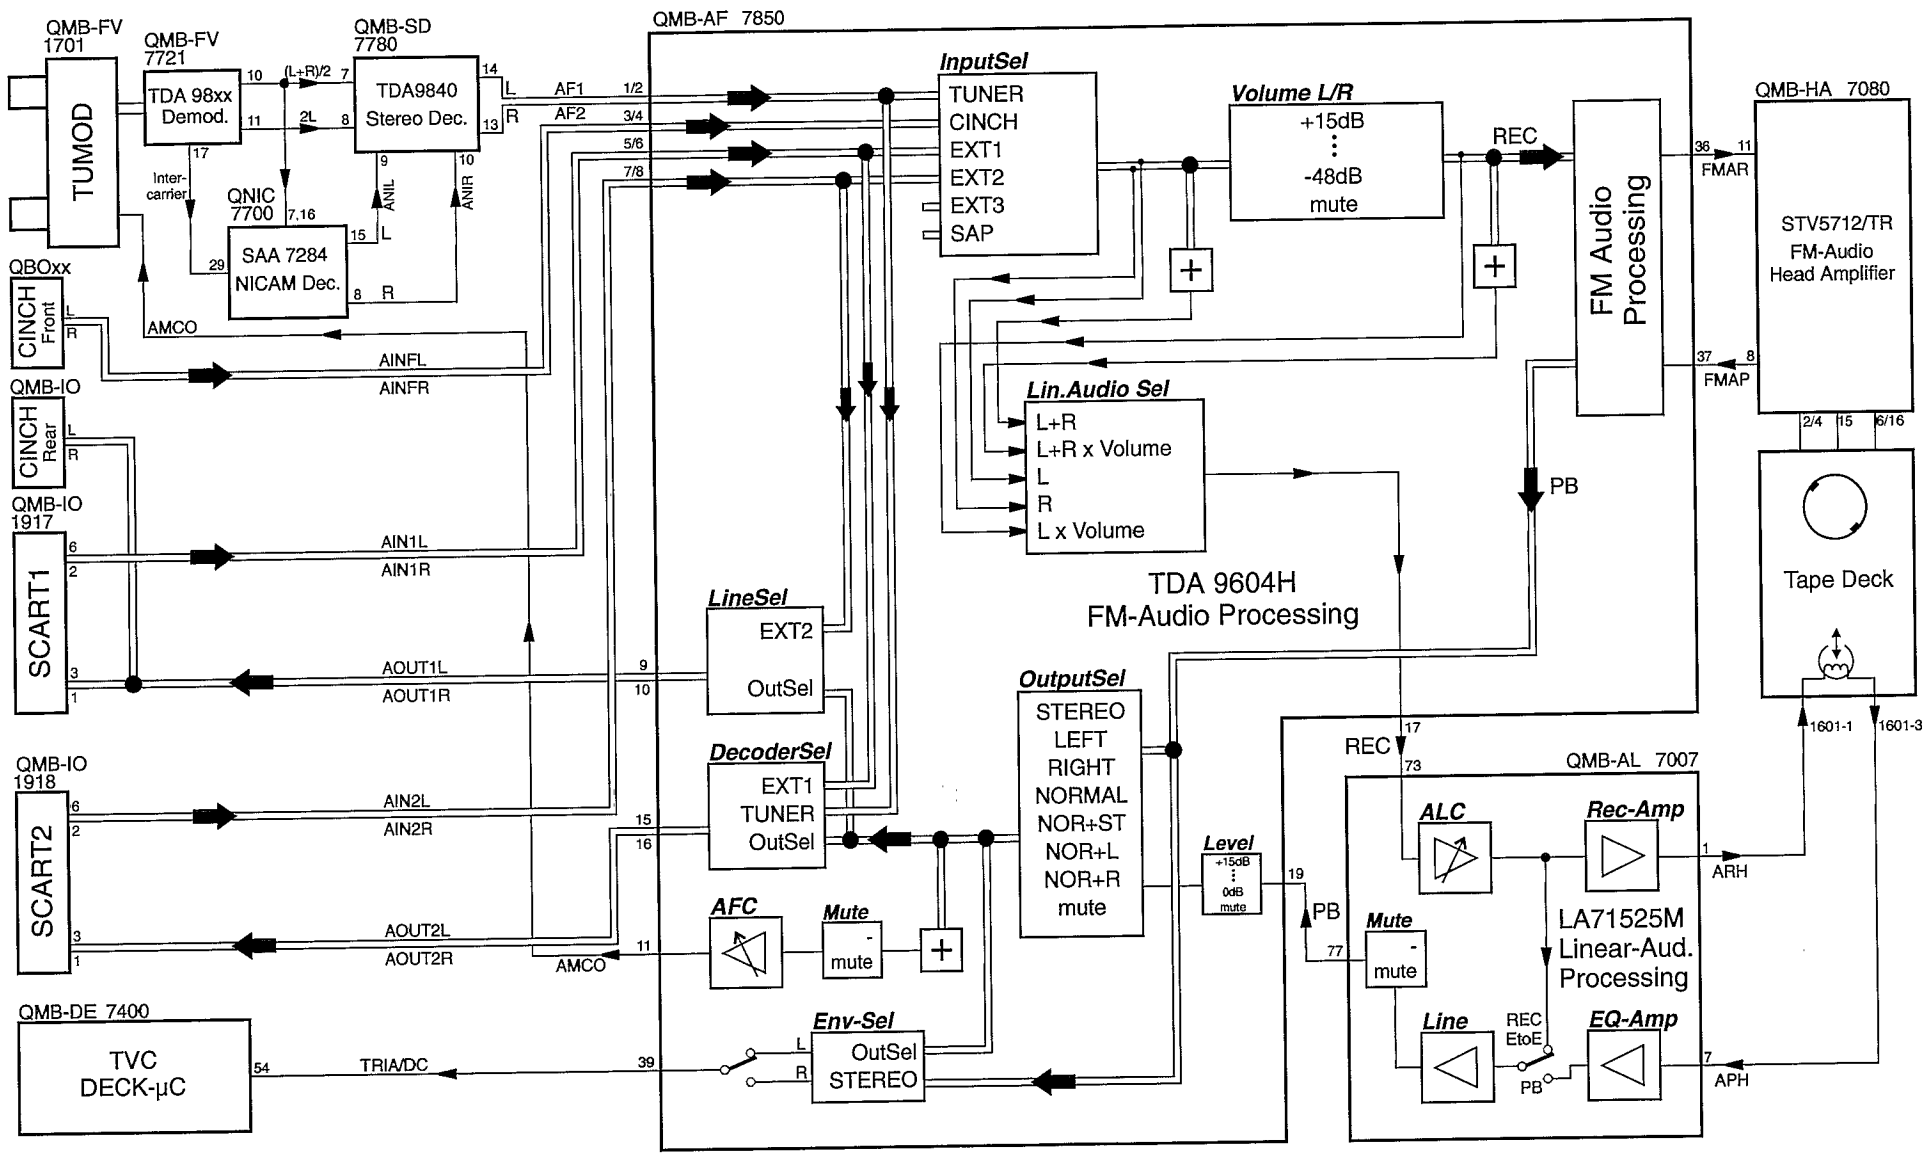 QMB-AF 7850
QMB-FV
1701
TUMOD
QMB-FV
7721
TDA 98xx
Demod.
10
(L+R)/2
7
11
2L
8
17
Inter-
carrier
QMB-SD
7780
TDA9840
Stereo Dec.
14
L
13
R
9
10
ANIL
ANIR
QNIC
7700
7,16
SAA 7284
NICAM Dec.
29
15
L
8
R
AF1
1/2
AF2
3/4
5/6
7/8
QBOxx
CINCH
Front
L
R
AMCO
AINFL
AINFR
QMB-IO
CINCH
Rear
L
R
QMB-IO
1917
SCART1
6
2
AIN1L
AIN1R
3
1
AOUT1L
AOUT1R
9
10
QMB-IO
1918
SCART2
6
2
AIN2L
AIN2R
15
16
3
1
AOUT2L
AOUT2R
AMCO
11
QMB-DE 7400
TVC
DECK-µC
54
TRIA/DC
39
InputSel
TUNER
CINCH
EXT1
EXT2
EXT3
SAP
Volume L/R
+15dB
-48dB
mute
REC
+
+
FM Audio
Processing
36
11
FMAR
37
8
FMAP
QMB-HA 7080
STV5712/TR
FM-Audio
Head Amplifier
2/4
15
6/16
Tape Deck
1601-1
1601-3
Lin.Audio Sel
L+R
L+R x Volume
L
R
L x Volume
PB
TDA 9604H
FM-Audio Processing
LineSel
EXT2
OutSel
DecoderSel
EXT1
TUNER
OutSel
OutputSel
STEREO
LEFT
RIGHT
NORMAL
NOR+ST
NOR+L
NOR+R
mute
Level
+15dB
0dB
mute
19
PB
77
AFC
Mute
-
mute
+
Env-Sel
OutSel
STEREO
L
R
17
REC
73
QMB-AL 7007
ALC
Rec-Amp
1
ARH
LA71525M
Linear-Aud.
Processing
Mute
-
mute
Line
REC
EtoE
PB
EQ-Amp
7
APH